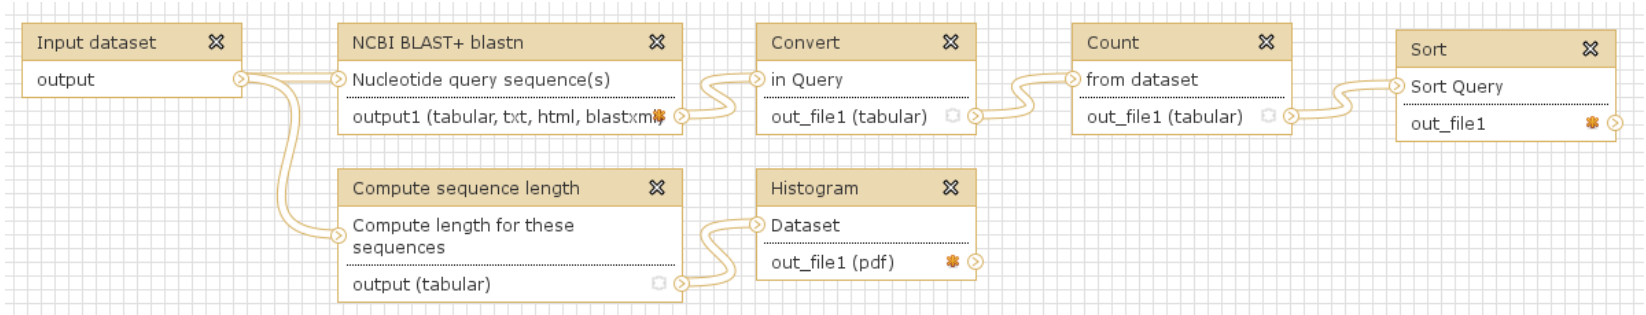 Input dataset
output
NCBI BLAST+ blastn
Nucleotide query sequence(s)
output1 (tabular, txt, html, blastxml)
Convert
in Query
out_file1 (tabular)
Count
from dataset
out_file1 (tabular)
Sort
Sort Query
out_file1
Compute sequence length
Compute length for these
sequences
output (tabular)
Histogram
Dataset
out_file1 (pdf)